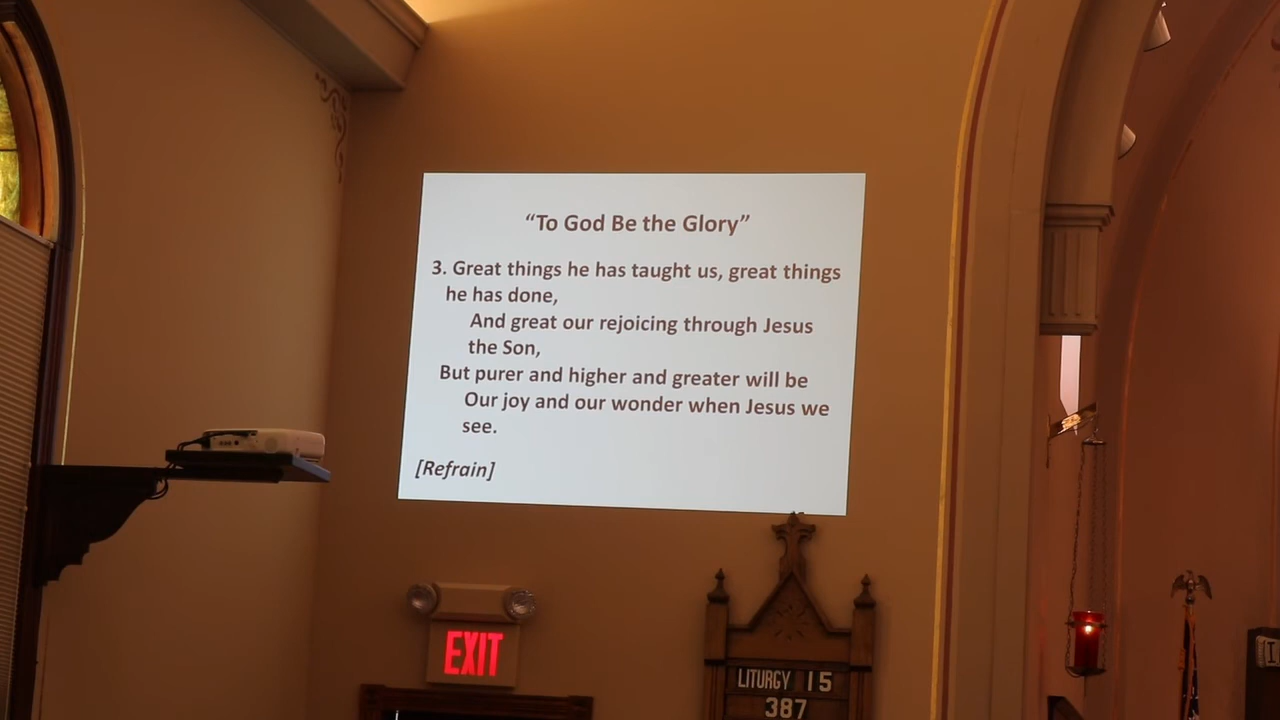 “To God Be the Glory”
3. Great things he has taught us, great things
he has done,
And great our rejoicing through Jesus
the Son,
But purer and higher and greater will be
Our joy and our wonder when Jesus we
see.
[Refrain]
EXIT
LITURGY 15
387